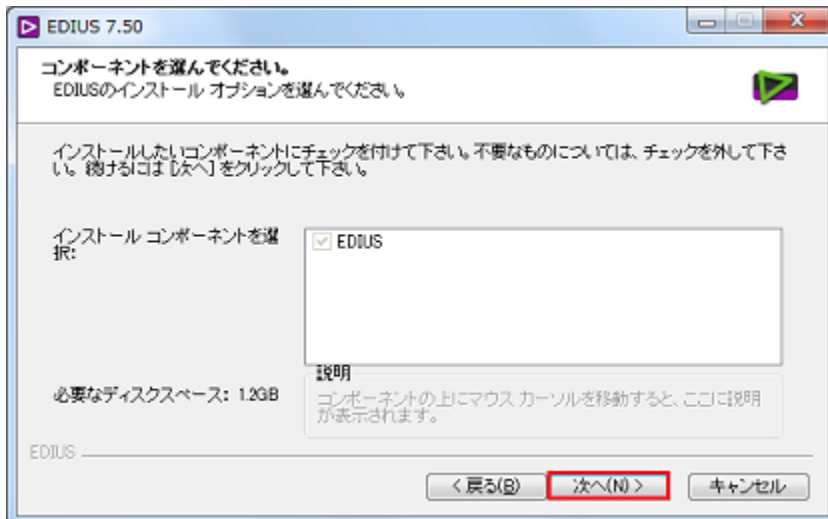 EDIUS 7.50
コンポーネントを選んでください。
EDIUSのインストール オプションを選んでください。
インストールしたいコンポーネントにチェックを付けて下さい。不要なものについては、チェックを外して下さ
い。続けるには [次へ] をクリックして下さい。
インストール コンポーネントを選
択:
EDIUS
必要なディスクスペース: 1.2GB
説明
コンポーネントの上にマウス カーソルを移動すると、ここに説明
が表示されます。
EDIUS
< 戻る(B)
次へ(N) >
キャンセル